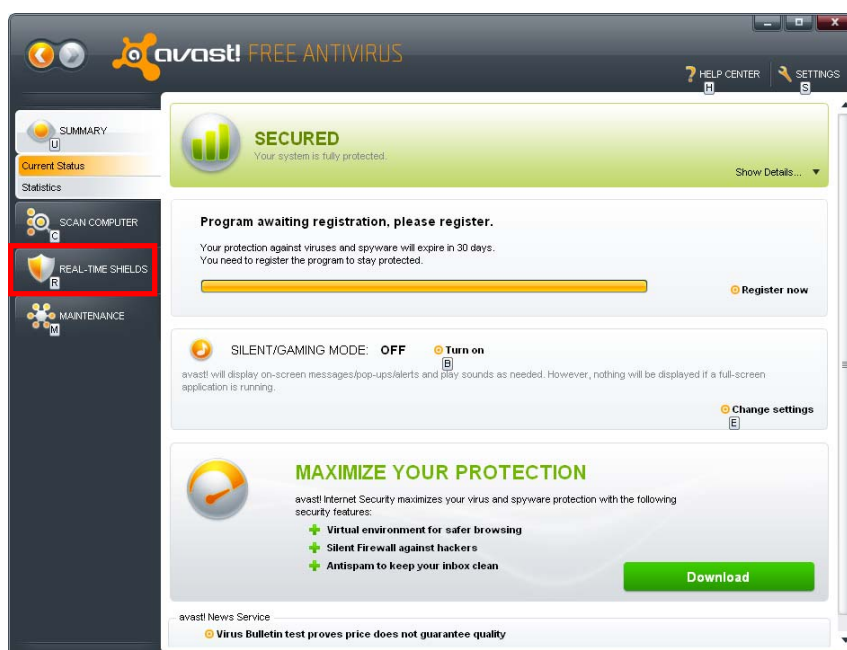 avast! FREE ANTIVIRUS
HELP CENTER
H
SETTINGS
S
SUMMARY
U
Current Status
Statistics
SCAN COMPUTER
C
REAL-TIME SHIELDS
R
MAINTENANCE
M
SECURED
Your system is fully protected.
Show Details...
Program awaiting registration, please register.
Your protection against viruses and spyware will expire in 30 days.
You need to register the program to stay protected.
Register now
SILENT/GAMING MODE: OFF
Turn on
B
avast! will display on-screen messages/pop-ups/alerts and play sounds as needed. However, nothing will be displayed if a full-screen
application is running.
Change settings
E
MAXIMIZE YOUR PROTECTION
avast! Internet Security maximizes your virus and spyware protection with the following
security features:
Virtual environment for safer browsing
Silent Firewall against hackers
Antispam to keep your inbox clean
Download
avast! News Service
Virus Bulletin test proves price does not guarantee quality